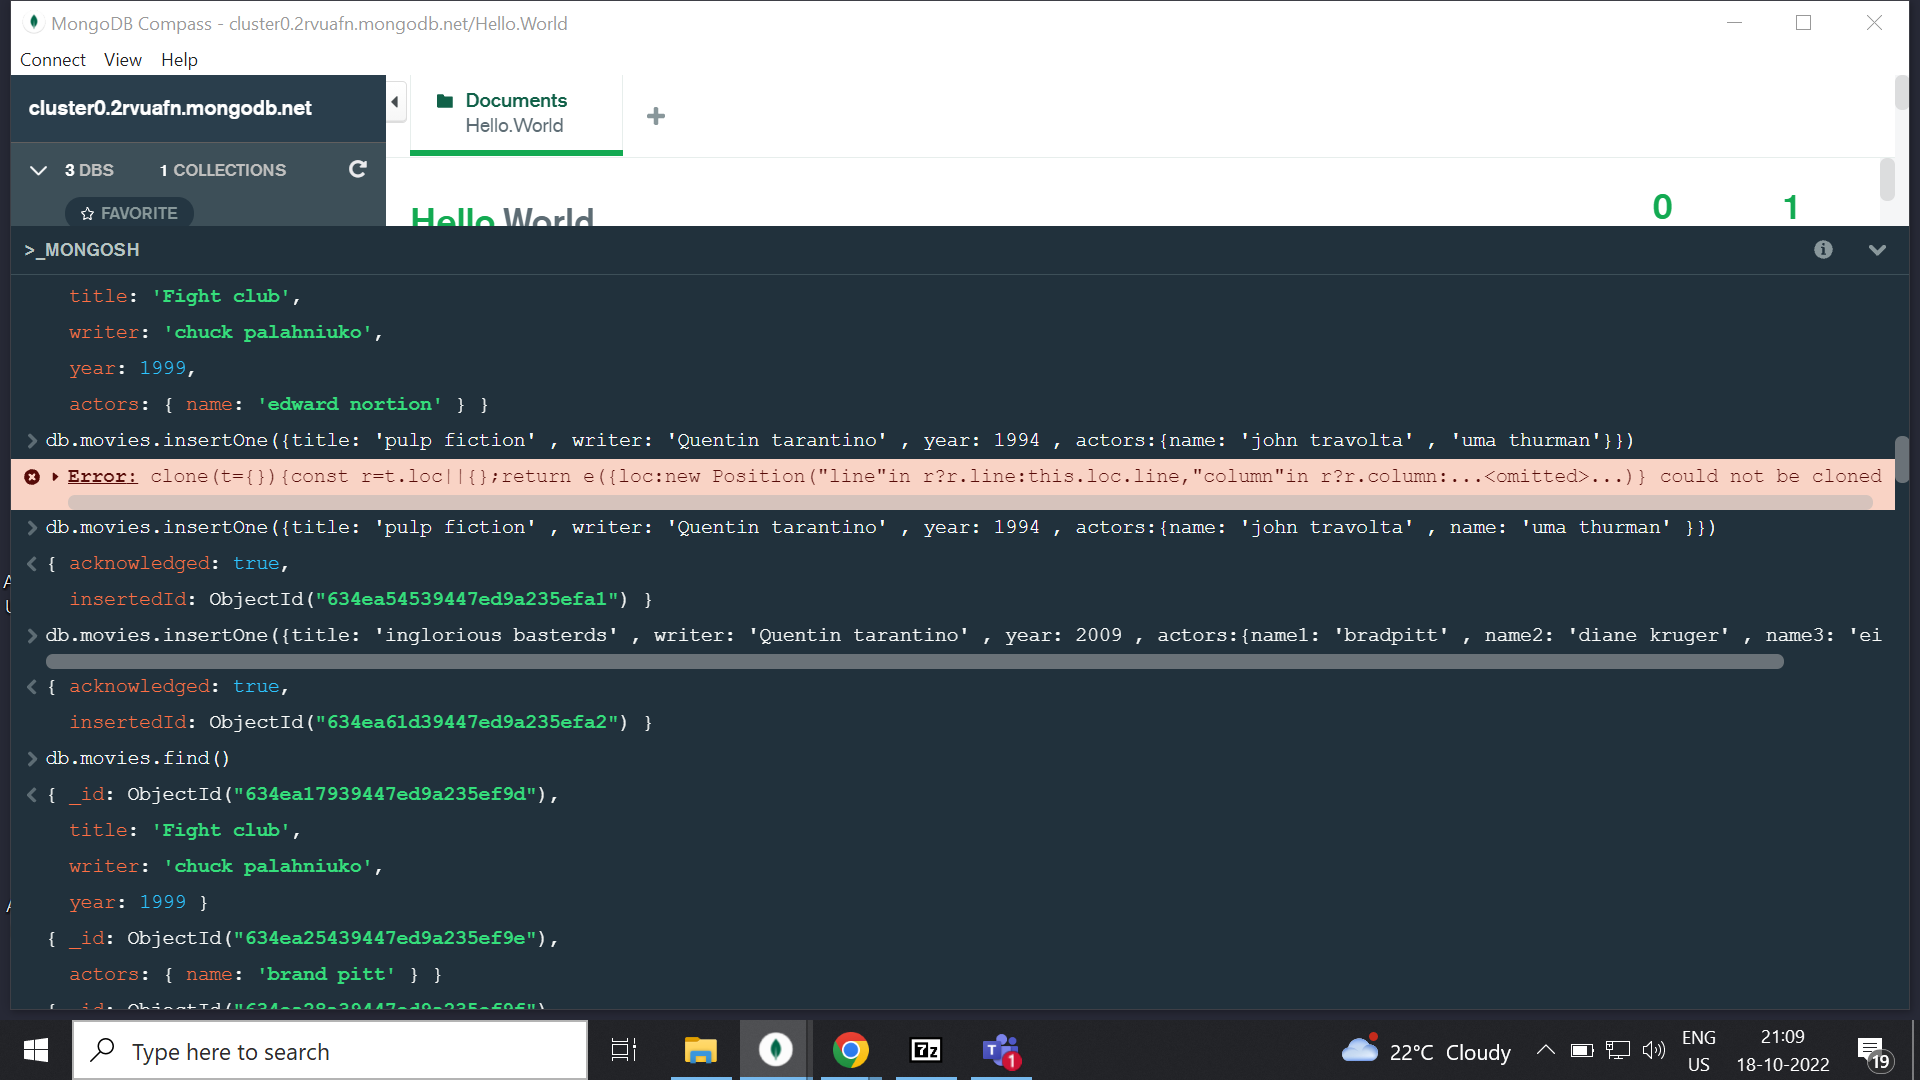 MongoDB Compass - cluster0.2rvuafn.mongodb.net/Hello.World
Connect View Help
cluster0.2rvuafn.mongodb.net
Documents
Hello.World
3 DBS 1 COLLECTIONS
FAVORITE
Hello.World
0 1
>_MONGOSH
title: 'Fight club',
writer: 'chuck palahniuko',
year: 1999,
actors: { name: 'edward nortion' } }
db.movies.insertOne({title: 'pulp fiction' , writer: 'Quentin tarantino' , year: 1994 , actors:{name: 'john travolta' , 'uma thurman'}})
Error: clone(t={}){const r=t.loc||{};return e({loc:new Position("line"in r?r.line:this.loc.line,"column"in r?r.column:...<omitted>...)} could not be cloned
db.movies.insertOne({title: 'pulp fiction' , writer: 'Quentin tarantino' , year: 1994 , actors:{name: 'john travolta' , name: 'uma thurman' }})
{ acknowledged: true,
insertedId: ObjectId("634ea54539447ed9a235efa1") }
db.movies.insertOne({title: 'inglorious basterds' , writer: 'Quentin tarantino' , year: 2009 , actors:{name1: 'bradpitt' , name2: 'diane kruger' , name3: 'ei
{ acknowledged: true,
insertedId: ObjectId("634ea61d39447ed9a235efa2") }
db.movies.find()
{ _id: ObjectId("634ea17939447ed9a235ef9d"),
title: 'Fight club',
writer: 'chuck palahniuko',
year: 1999 }
{ _id: ObjectId("634ea25439447ed9a235ef9e"),
actors: { name: 'brand pitt' } }
{ _id: ObjectId("634ea28a39447ed9a235ef9f"),
Type here to search
7z
T 1
22°C Cloudy
ENG
US
21:09
18-10-2022
19